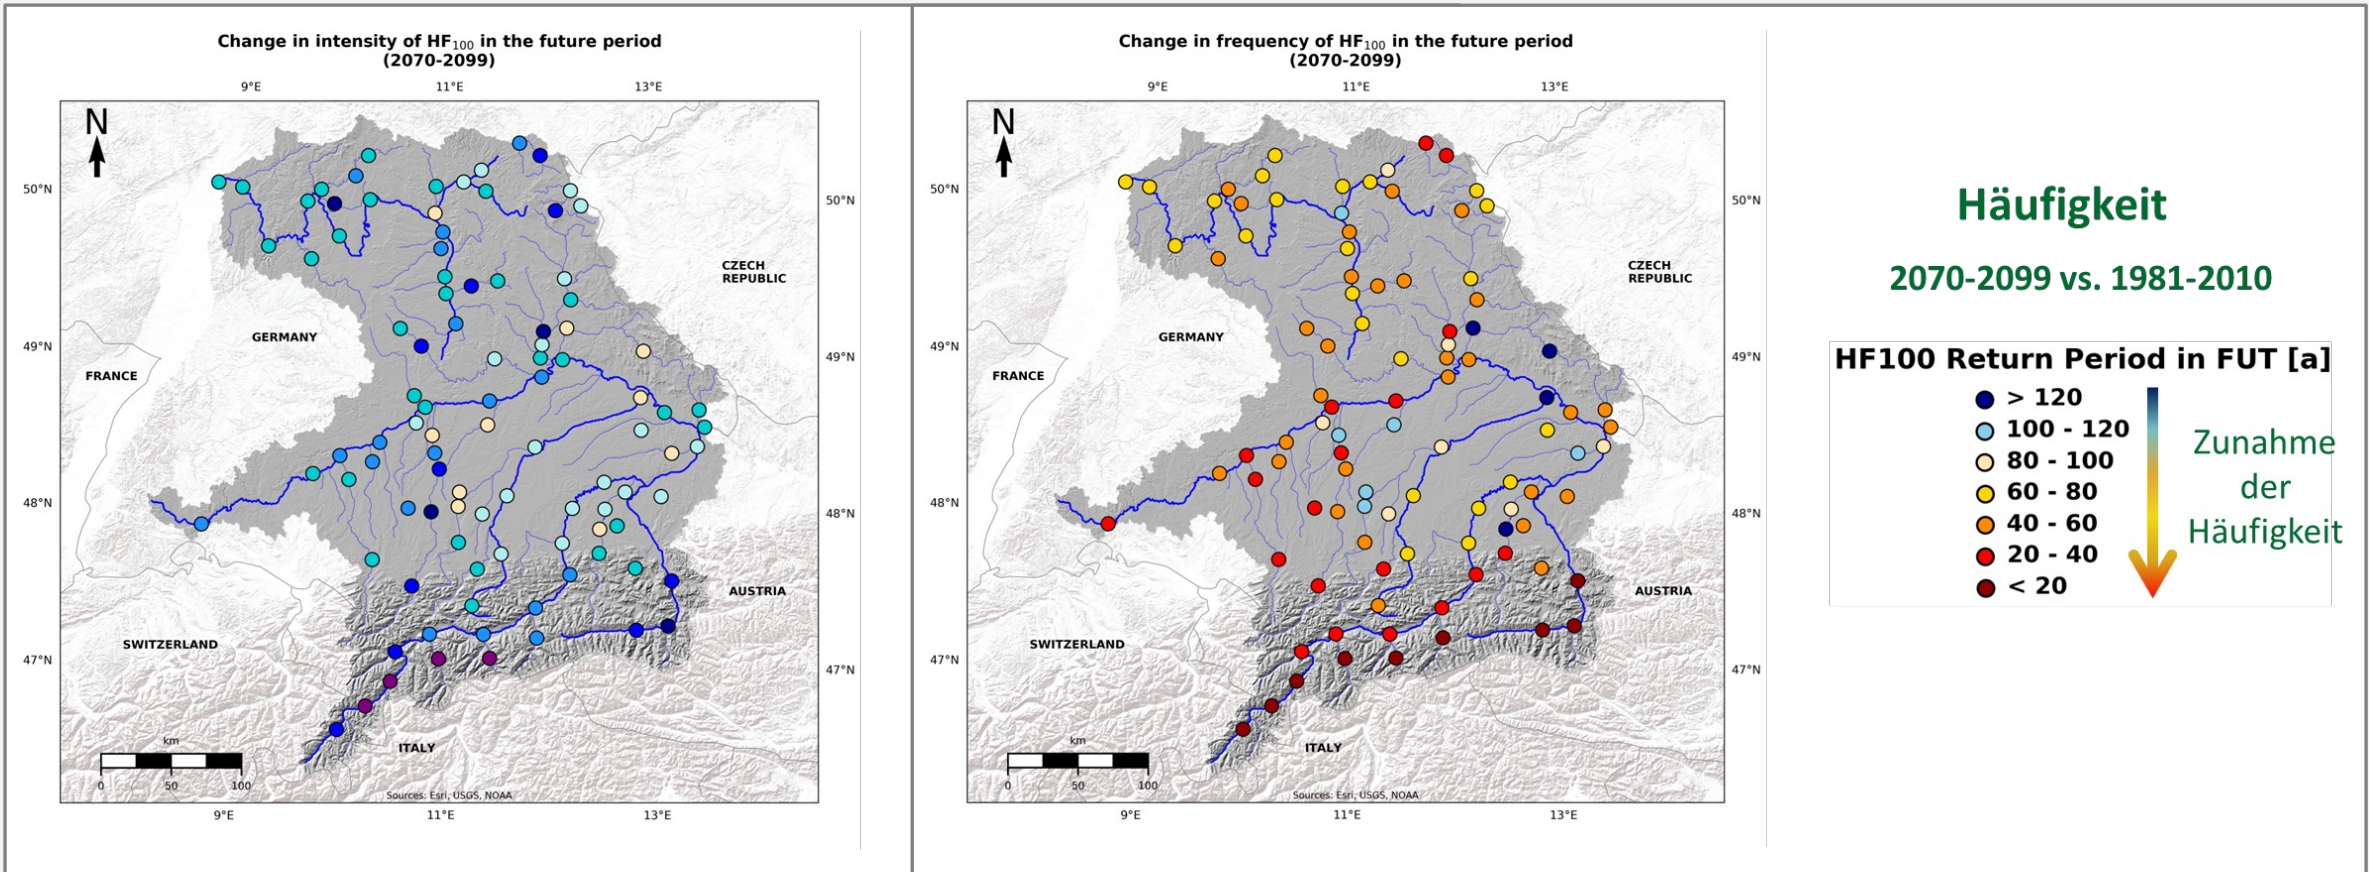 Change in intensity of HF100 in the future period
(2070-2099)
9°E 11°E 13°E
N
50°N 50°N
CZECH
REPUBLIC
GERMANY
49°N 49°N
FRANCE
48°N 48°N
AUSTRIA
SWITZERLAND
47°N 47°N
ITALY
km
0 50 100
Sources: Esri, USGS, NOAA
9°E 11°E 13°E
Change in frequency of HF100 in the future period
(2070-2099)
9°E 11°E 13°E
N
50°N 50°N
CZECH
REPUBLIC
GERMANY
49°N 49°N
FRANCE
48°N 48°N
AUSTRIA
SWITZERLAND
47°N 47°N
ITALY
km
0 50 100
Sources: Esri, USGS, NOAA
9°E 11°E 13°E
Häufigkeit
2070-2099 vs. 1981-2010
HF100 Return Period in FUT [a]
> 120
100 - 120
80 - 100
60 - 80
40 - 60
20 - 40
< 20
Zunahme
der
Häufigkeit